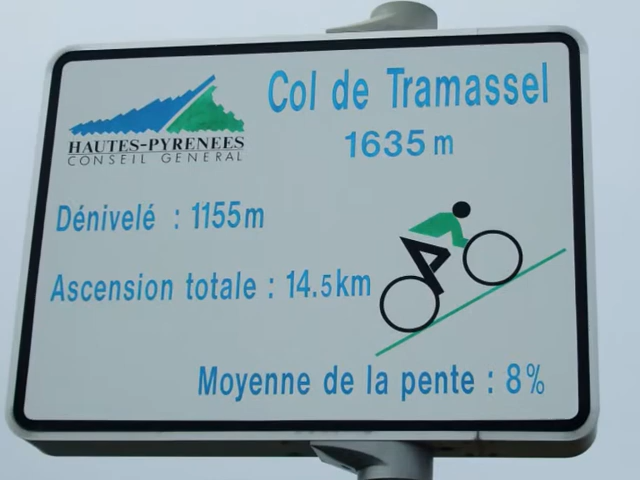 Col de Tramassel
1635 m
HAUTES-PYRENEES
CONSEIL GENERAL
Dénivelé : 1155m
Ascension totale : 14.5km
Moyenne de la pente : 8%